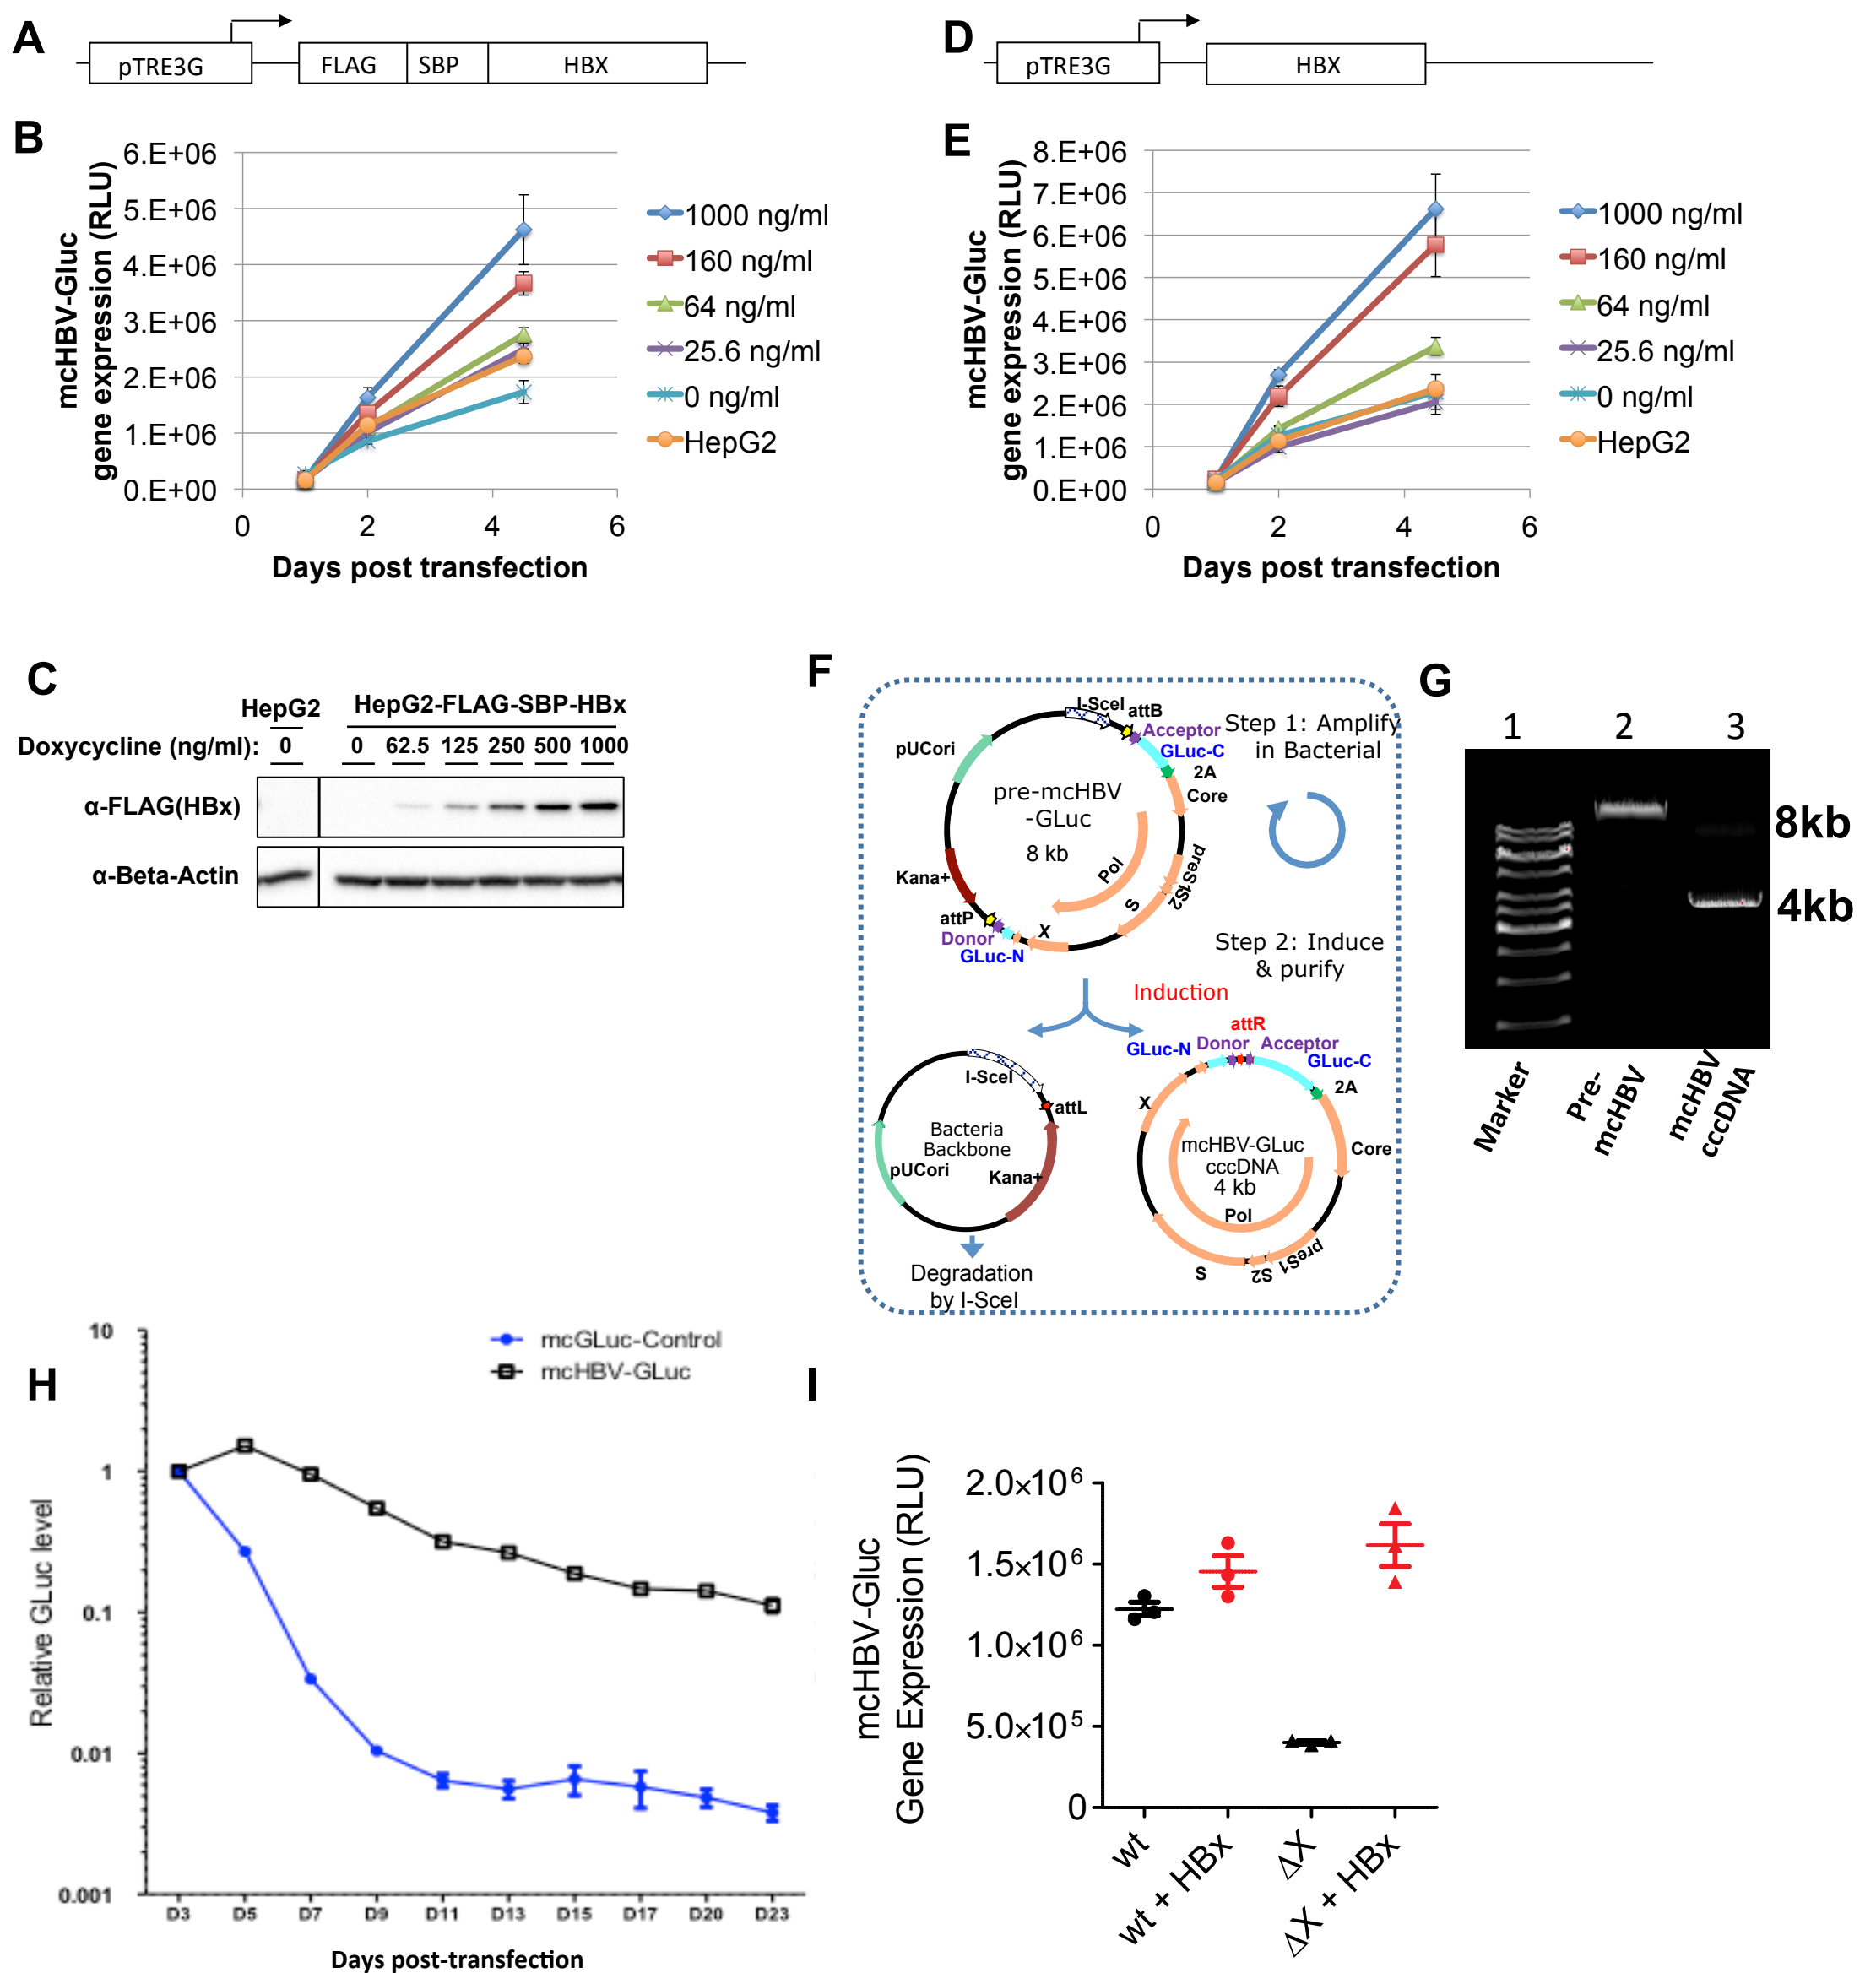 A
pTRE3G
FLAG
SBP
HBX
D
pTRE3G
HBX
B
mcHBV-Gluc
gene expression (RLU)
6.E+06
5.E+06
4.E+06
3.E+06
2.E+06
1.E+06
0.E+00
0
2
4
6
Days post transfection
1000 ng/ml
160 ng/ml
64 ng/ml
25.6 ng/ml
0 ng/ml
HepG2
E
mcHBV-Gluc
gene expression (RLU)
8.E+06
7.E+06
6.E+06
5.E+06
4.E+06
3.E+06
2.E+06
1.E+06
0.E+00
0
2
4
6
Days post transfection
1000 ng/ml
160 ng/ml
64 ng/ml
25.6 ng/ml
0 ng/ml
HepG2
C
HepG2
HepG2-FLAG-SBP-HBx
Doxycycline (ng/ml):
0
0
62.5
125
250
500
1000
α-FLAG(HBx)
α-Beta-Actin
F
I-SceI
attB
Acceptor
GLuc-C
2A
Core
preS1
S2
S
Pol
X
GLuc-N
Donor
attP
Kana+
pUCori
pre-mcHBV
-GLuc
8 kb
Step 1: Amplify
in Bacterial
Step 2: Induce
& purify
Induction
I-SceI
attL
Bacteria
Backbone
pUCori
Kana+
Degradation
by I-SceI
attR
GLuc-N
Donor
Acceptor
GLuc-C
2A
X
Core
mcHBV-GLuc
cccDNA
4 kb
Pol
preS1
S2
S
G
1
2
3
8kb
4kb
Marker
Pre-
mcHBV
mcHBV
cccDNA
H
Relative GLuc level
10
1
0.1
0.01
0.001
mcGLuc-Control
mcHBV-GLuc
D3
D5
D7
D9
D11
D13
D15
D17
D20
D23
Days post-transfection
I
mcHBV-Gluc
Gene Expression (RLU)
2.0×10⁶
1.5×10⁶
1.0×10⁶
5.0×10⁵
0
wt
wt + HBx
ΔX
ΔX + HBx